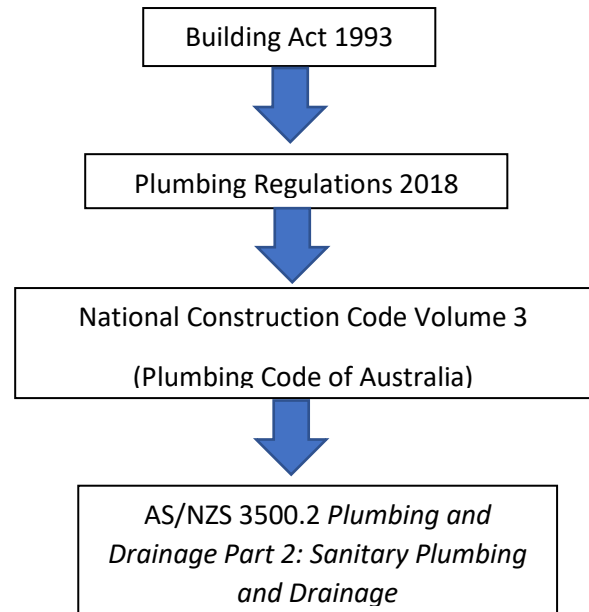 Building Act 1993
Plumbing Regulations 2018
National Construction Code Volume 3
(Plumbing Code of Australia)
AS/NZS 3500.2 Plumbing and
Drainage Part 2: Sanitary Plumbing
and Drainage